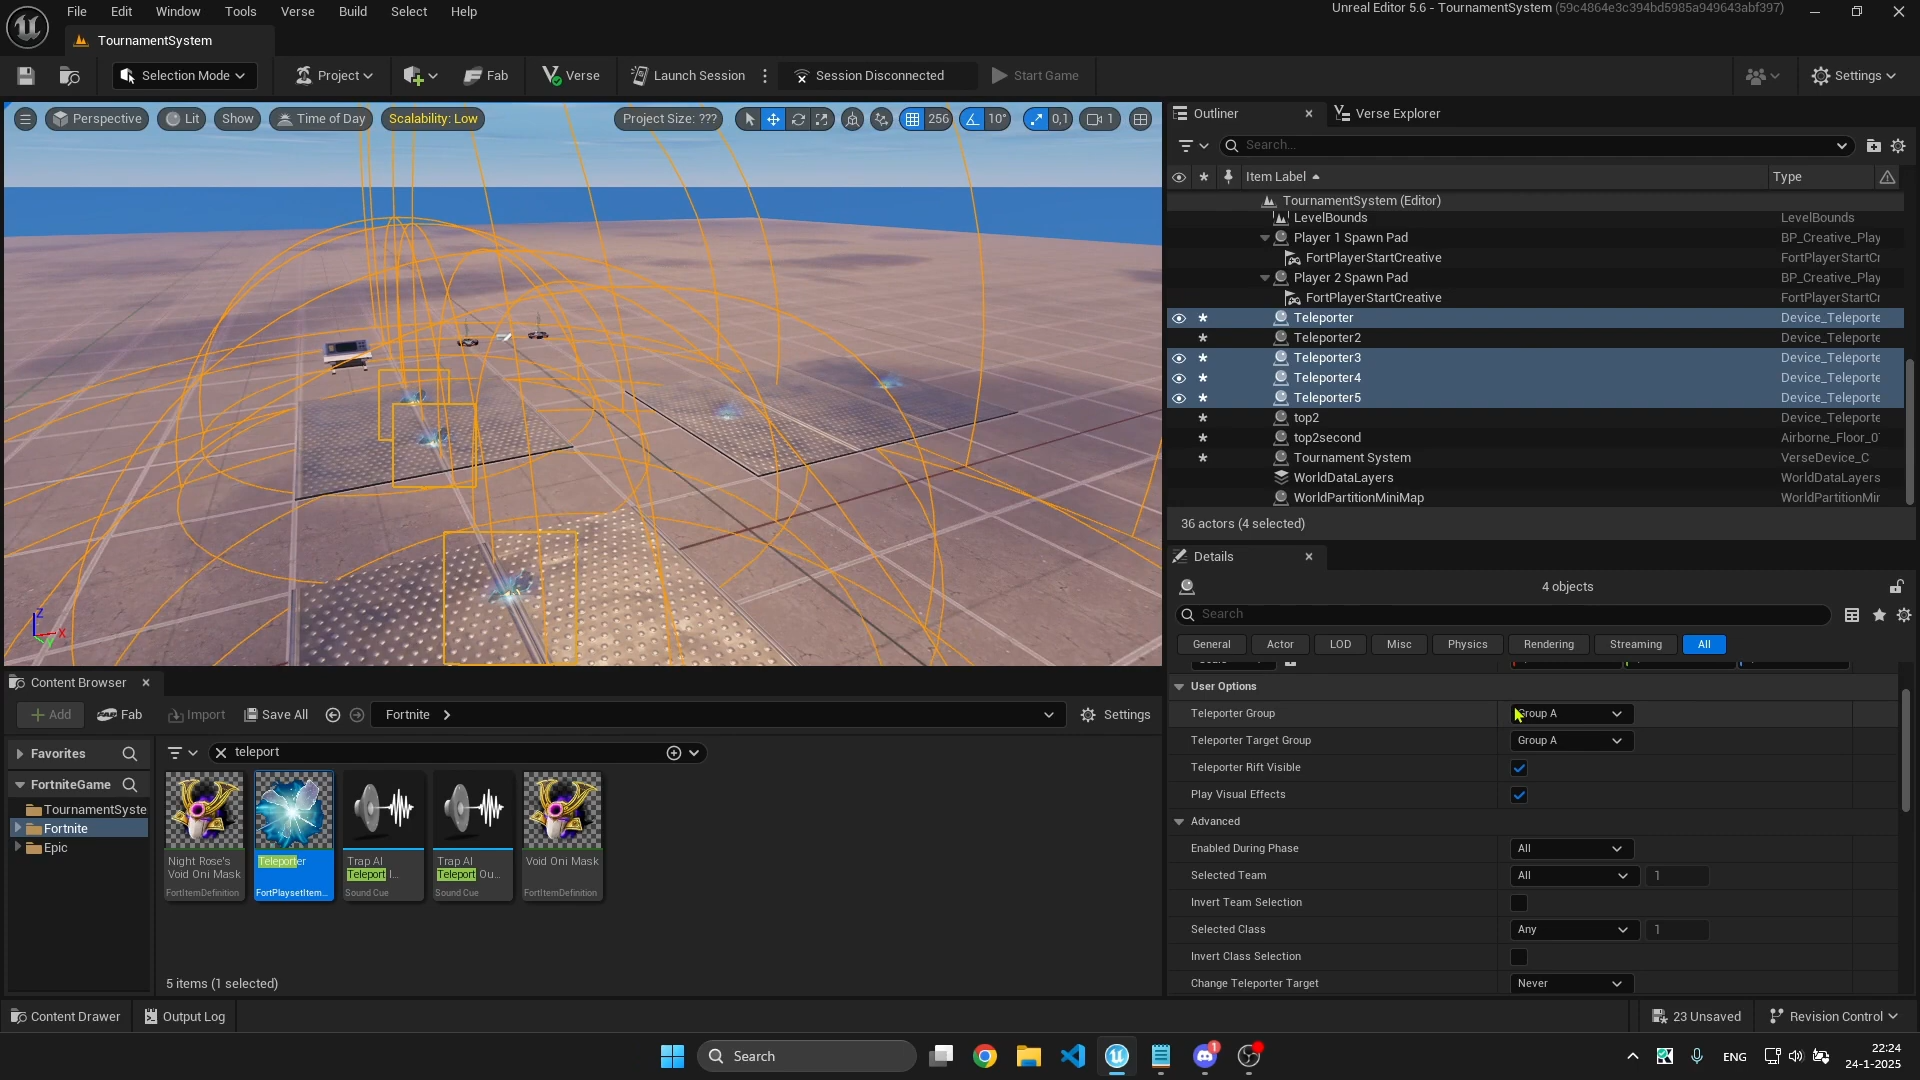 File Edit Window Tools Verse Build Select Help
Unreal Editor 5.6 - TournamentSystem (59c4864e3c394bd5985a949643abf397)
TournamentSystem
Selection Mode
Project
Fab
Verse
Launch Session
Session Disconnected
Start Game
Settings
Perspective
Lit
Show
Time of Day
Scalability: Low
Project Size: ???
256
10°
0,1
1
Outliner
Verse Explorer
Search...
Item Label
Type
TournamentSystem (Editor)
LevelBounds LevelBounds
Player 1 Spawn Pad BP_Creative_Play
FortPlayerStartCreative FortPlayerStartCr
Player 2 Spawn Pad BP_Creative_Play
FortPlayerStartCreative FortPlayerStartCr
Teleporter Device_Teleporte
Teleporter2 Device_Teleporte
Teleporter3 Device_Teleporte
Teleporter4 Device_Teleporte
Teleporter5 Device_Teleporte
top2 Device_Teleporte
top2second Airborne_Floor_0
Tournament System VerseDevice_C
WorldDataLayers WorldDataLayers
WorldPartitionMiniMap WorldPartitionMir
36 actors (4 selected)
Details
4 objects
Search
General Actor LOD Misc Physics Rendering Streaming All
User Options
Teleporter Group Group A
Teleporter Target Group Group A
Teleporter Rift Visible
Play Visual Effects
Advanced
Enabled During Phase All
Selected Team All 1
Invert Team Selection
Selected Class Any 1
Invert Class Selection
Change Teleporter Target Never
Z
X
Content Browser
Add
Fab
Import
Save All
Fortnite
Settings
Favorites
FortniteGame
TournamentSyste
Fortnite
Epic
teleport
Night Rose's
Void Oni Mask
FortItemDefinition
Teleporter
FortPlaysetItem...
Trap AI
Teleport I...
Sound Cue
Trap AI
Teleport Ou...
Sound Cue
Void Oni Mask
FortItemDefinition
5 items (1 selected)
Content Drawer
Output Log
23 Unsaved
Revision Control
Search
1
ENG
22:24
24-1-2025